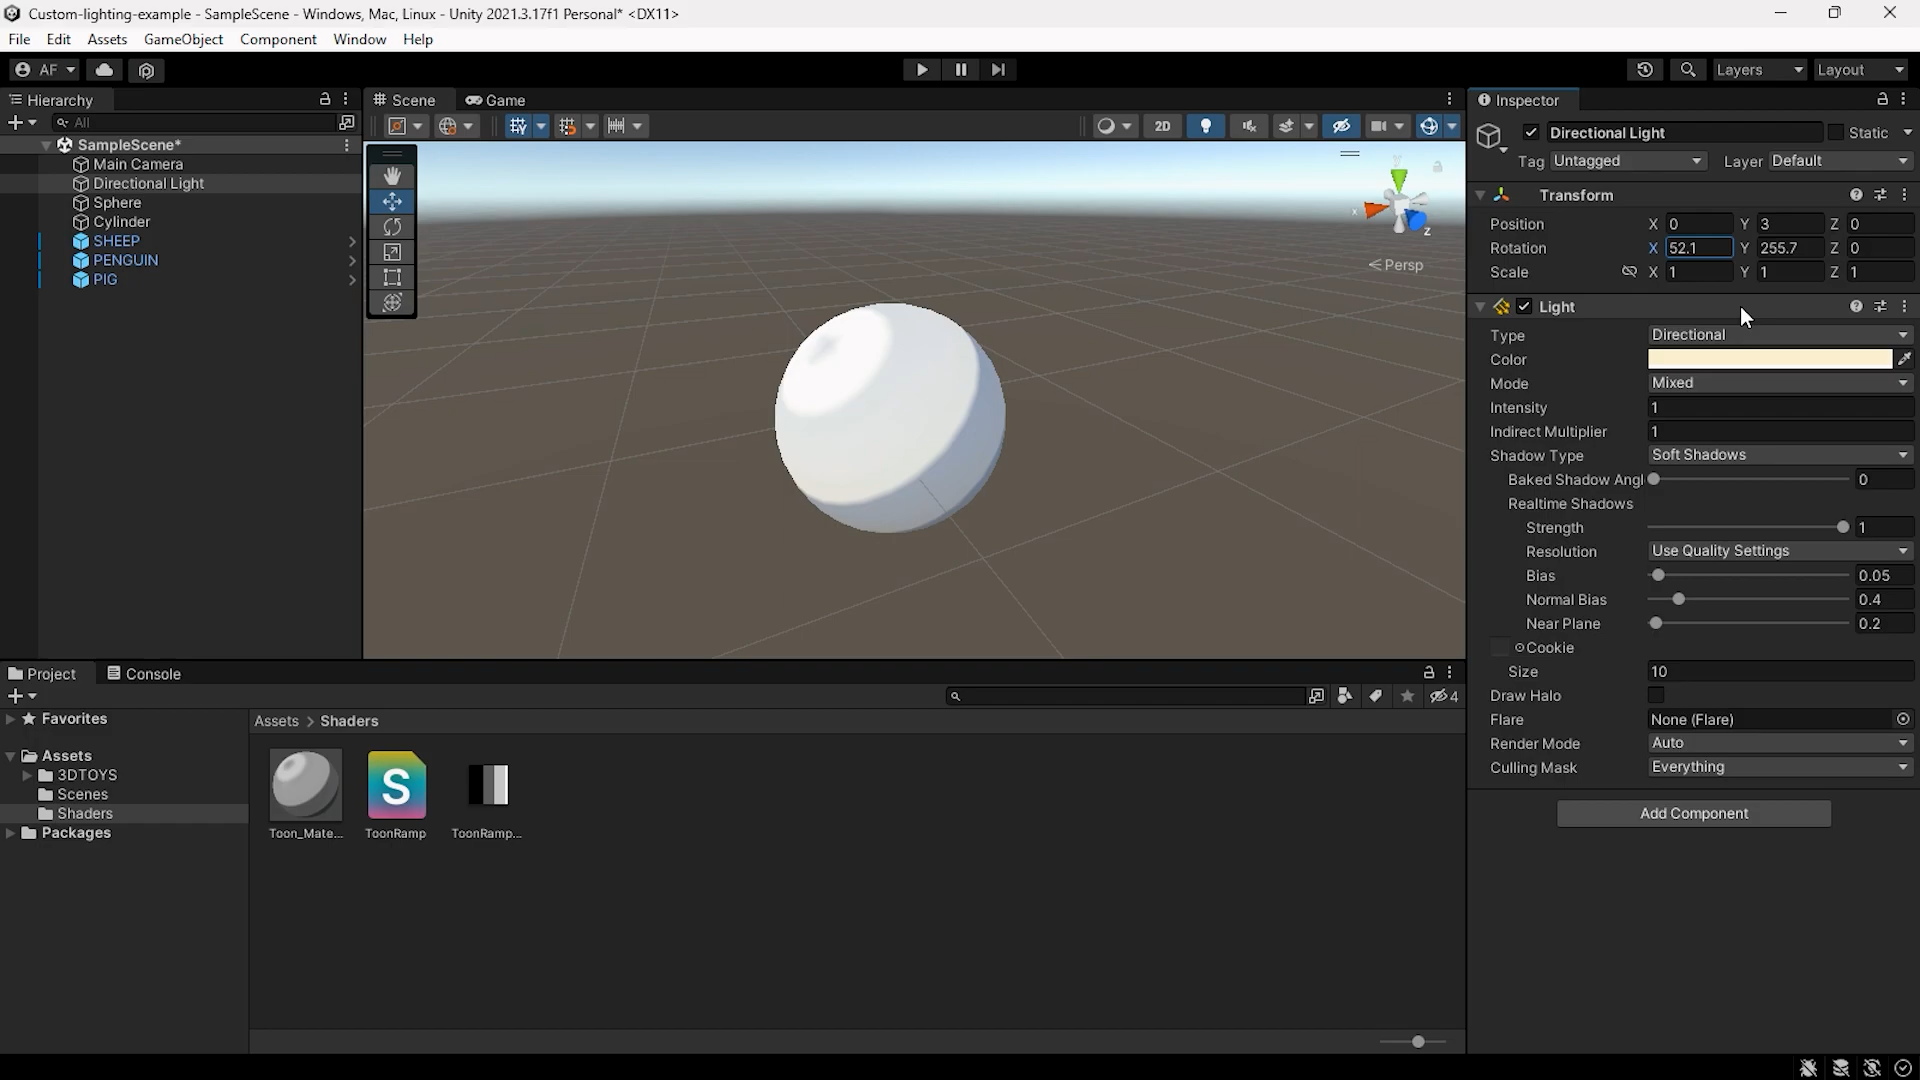 Custom-lighting-example - SampleScene - Windows, Mac, Linux - Unity 2021.3.17f1 Personal* <DX11>
File Edit Assets GameObject Component Window Help
AF Layers Layout
Hierarchy
All
SampleScene*
Main Camera
Directional Light
Sphere
Cylinder
SHEEP
PENGUIN
PIG
Scene Game
2D
y
x
z
Persp
Inspector
Directional Light Static
Tag Untagged Layer Default
Transform
Position X 0 Y 3 Z 0
Rotation X 52.1 Y 255.7 Z 0
Scale X 1 Y 1 Z 1
Light
Type Directional
Color
Mode Mixed
Intensity 1
Indirect Multiplier 1
Shadow Type Soft Shadows
Baked Shadow Angl 0
Realtime Shadows
Strength 1
Resolution Use Quality Settings
Bias 0.05
Normal Bias 0.4
Near Plane 0.2
Cookie
Size 10
Draw Halo
Flare None (Flare)
Render Mode Auto
Culling Mask Everything
Add Component
Project Console
4
Favorites
Assets
3DTOYS
Scenes
Shaders
Packages
Assets > Shaders
S
Toon_Mate... ToonRamp ToonRamp...